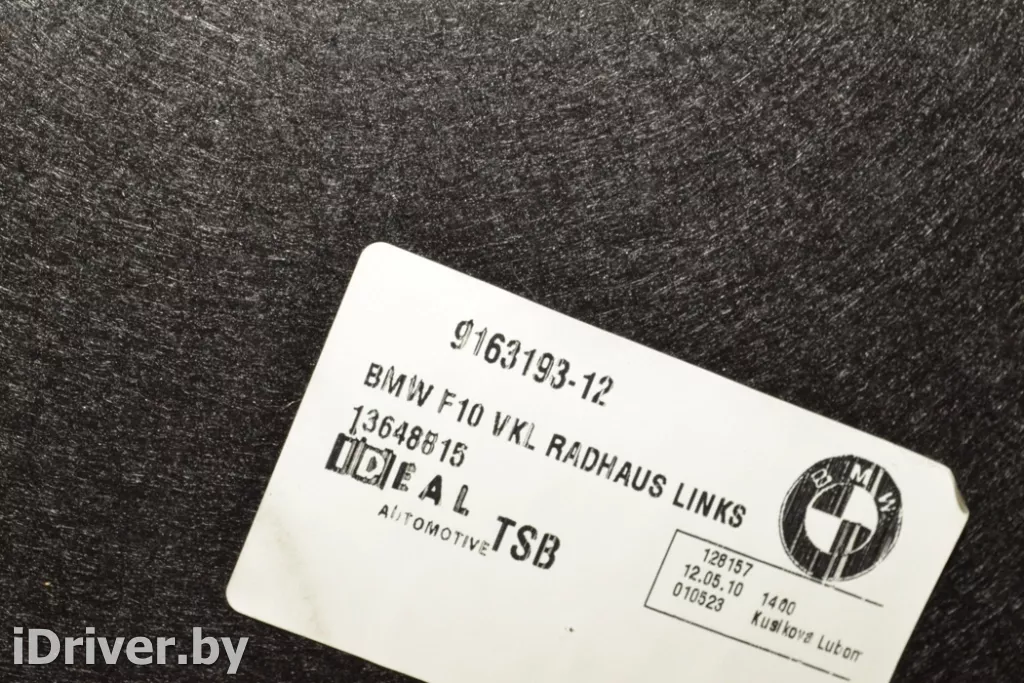 9163193-12
BMW F10 VKL RADHAUS LINKS
13648815
IDEAL
AUTOMOTIVE TSB
BMW
128157
12.05.10 1400
010523 Kusikova Lubom
iDriver.by